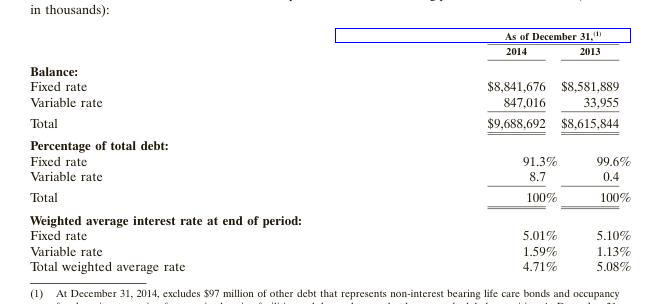 in thousands):
As of December 31,(1)
2014 2013
Balance:
Fixed rate $8,841,676 $8,581,889
Variable rate 847,016 33,955
Total $9,688,692 $8,615,844
Percentage of total debt:
Fixed rate 91.3% 99.6%
Variable rate 8.7 0.4
Total 100% 100%
Weighted average interest rate at end of period:
Fixed rate 5.01% 5.10%
Variable rate 1.59% 1.13%
Total weighted average rate 4.71% 5.08%
(1) At December 31, 2014, excludes $97 million of other debt that represents non-interest bearing life care bonds and occupancy